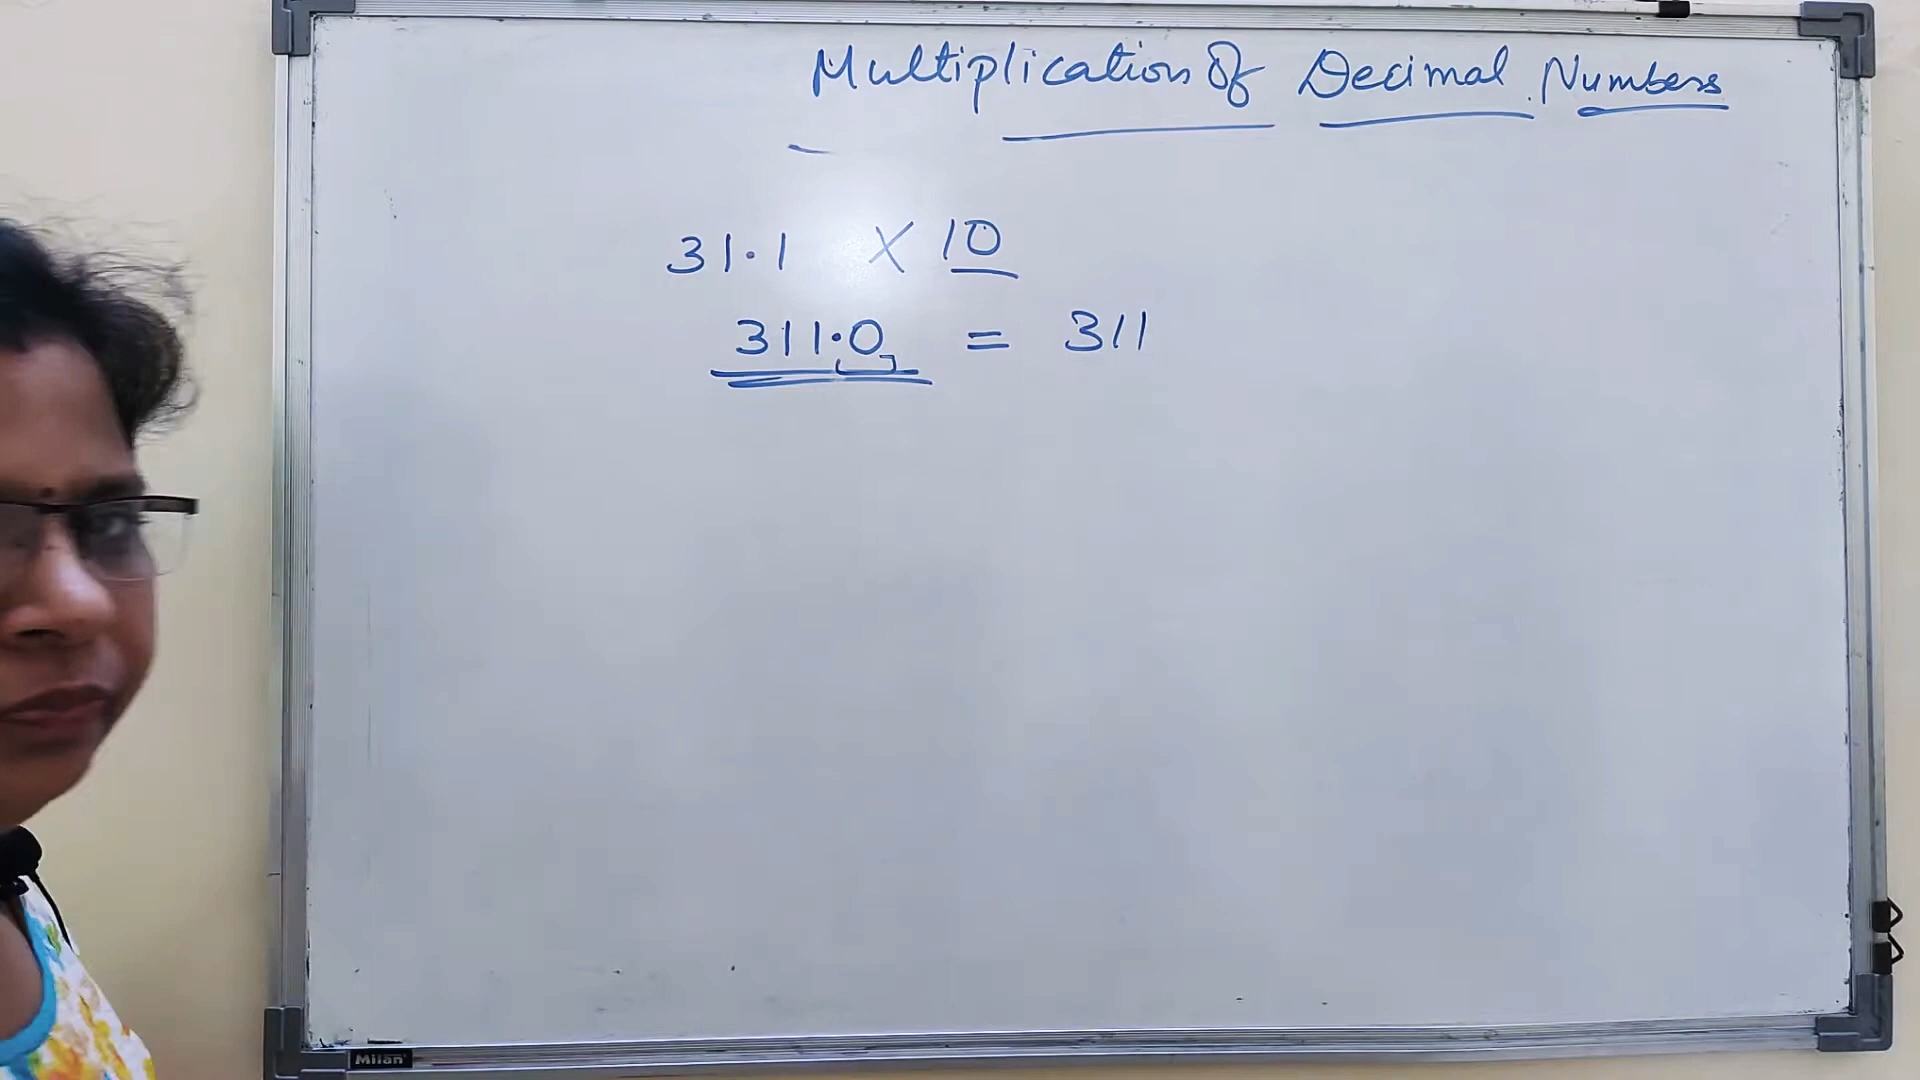 Multiplication Of Decimal Numbers
31.1 X 10
311.0 = 311
Milan